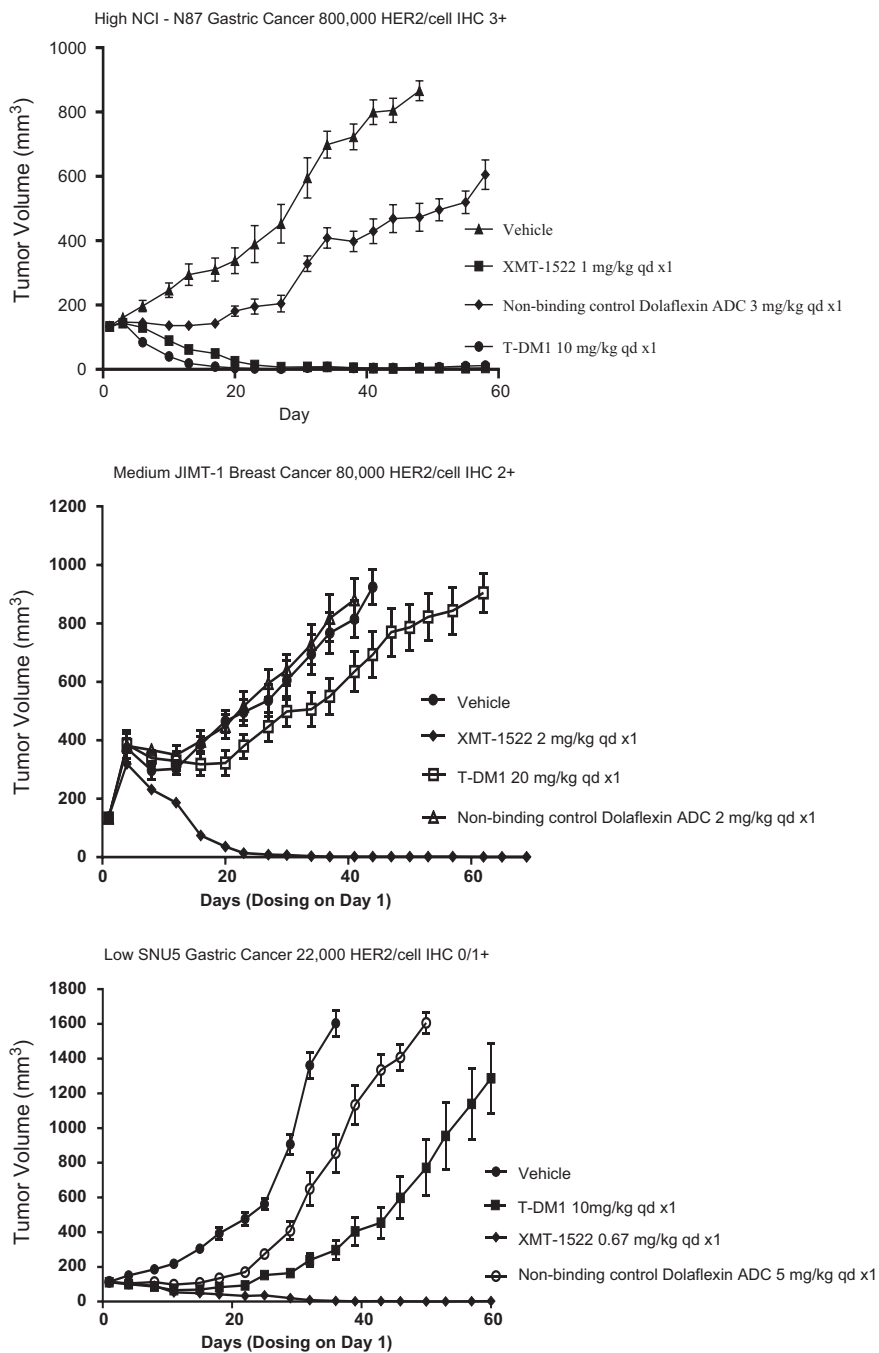 High NCI - N87 Gastric Cancer 800,000 HER2/cell IHC 3+
1000
800
600
400
200
0
Tumor Volume (mm3)
Vehicle
XMT-1522 1 mg/kg qd x1
Non-binding control Dolaflexin ADC 3 mg/kg qd x1
T-DM1 10 mg/kg qd x1
0 20 40 60
Day
Medium JIMT-1 Breast Cancer 80,000 HER2/cell IHC 2+
1200
1000
800
600
400
200
0
Tumor Volume (mm3)
Vehicle
XMT-1522 2 mg/kg qd x1
T-DM1 20 mg/kg qd x1
Non-binding control Dolaflexin ADC 2 mg/kg qd x1
0 20 40 60
Days (Dosing on Day 1)
Low SNU5 Gastric Cancer 22,000 HER2/cell IHC 0/1+
1800
1600
1400
1200
1000
800
600
400
200
0
Tumor Volume (mm3)
Vehicle
T-DM1 10mg/kg qd x1
XMT-1522 0.67 mg/kg qd x1
Non-binding control Dolaflexin ADC 5 mg/kg qd x1
0 20 40 60
Days (Dosing on Day 1)